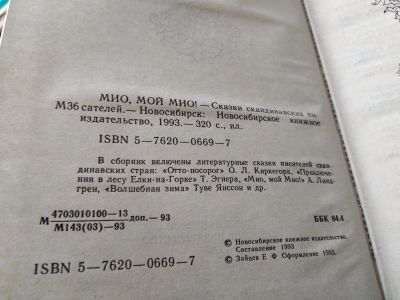 МИО, МОЙ МИО! — Сказки скандинавских пи-
М36 сателей. — Новосибирск: Новосибирское книжное
издательство, 1993. — 320 с., ил.
ISBN 5—7620—0669—7
В сборник включены литературные сказки писателей скан-
динавских стран: «Отто-носорог» О. Л. Киркегора, «Приключе-
ния в лесу Елки-на-Горке» Т. Эгнера, «Мио, мой Мио!» А. Линд-
грен, «Волшебная зима» Туве Янссон и др.
М 4703010100—13 доп. — 93
М143(03)—93
ББК 84.4
© Новосибирское книжное издательство,
Составление 1993
© Зайцев Е Ф Оформление 1993.
ISBN 5—7620—0669—7